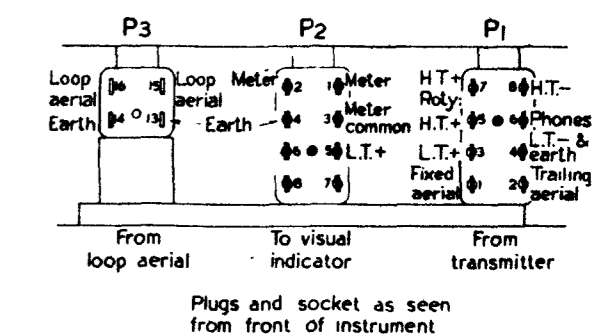 P3
P2
P1
Loop aerial
16
15
Loop aerial
Earth
14
13
Meter
2
1
Meter
Earth
4
3
Meter common
6
5
L.T.+
8
7
H.T.+ Roty.
7
8
H.T.-
H.T.+
5
6
Phones
L.T.+
3
4
L.T.- & earth
Fixed aerial
1
2
Trailing aerial
From
loop aerial
To visual
indicator
From
transmitter
Plugs and socket as seen
from front of instrument